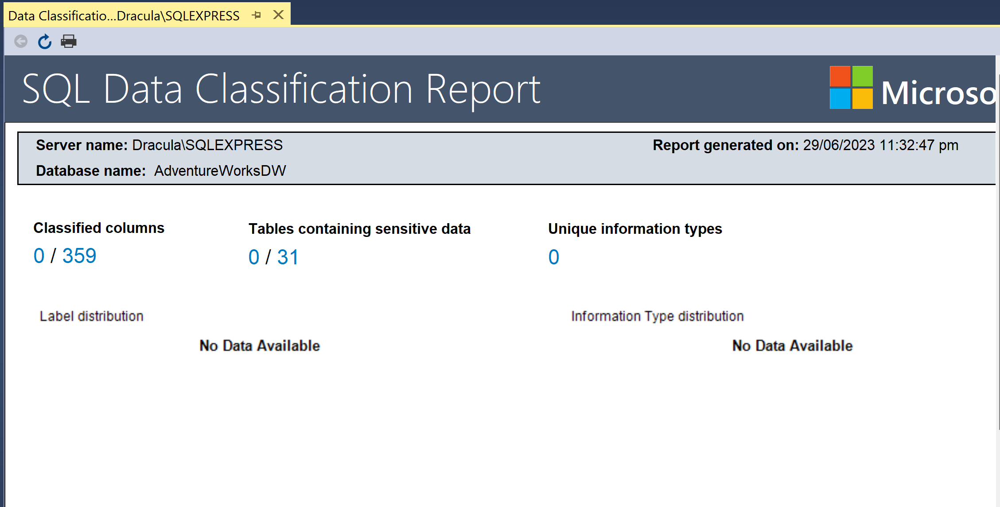 Data Classificatio...Dracula\SQLEXPRESS
SQL Data Classification Report
Microso
Server name: Dracula\SQLEXPRESS
Report generated on: 29/06/2023 11:32:47 pm
Database name: AdventureWorksDW
Classified columns
Tables containing sensitive data
Unique information types
0 / 359
0 / 31
0
Label distribution
Information Type distribution
No Data Available
No Data Available